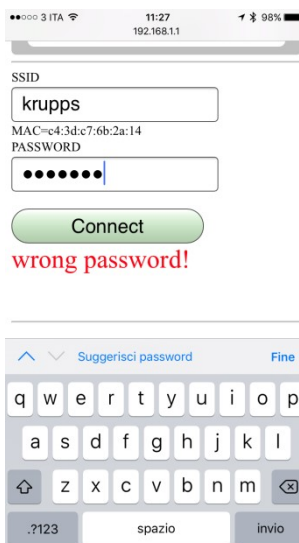 3 ITA 11:27 98%
192.168.1.1
SSID
krupps
MAC=c4:3d:c7:6b:2a:14
PASSWORD
●●●●●●●
Connect
wrong password!
Suggerisci password Fine
q w e r t y u i o p
a s d f g h j k l
z x c v b n m
.?123 spazio invio